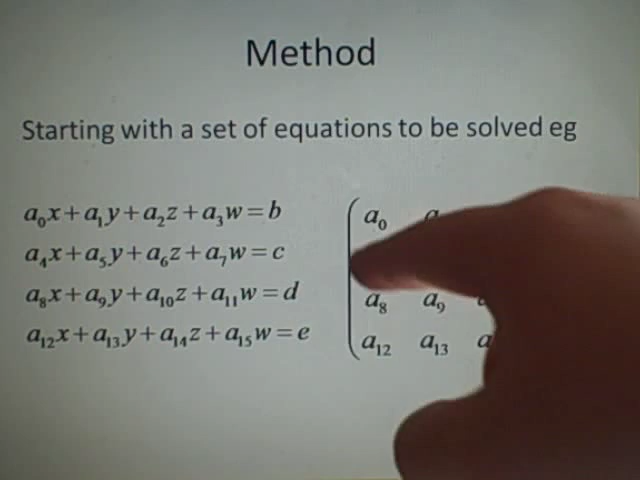 Method
Starting with a set of equations to be solved eg
a₀x+a₁y+a₂z+a₃w=b
a₄x+a₅y+a₆z+a₇w=c
a₈x+a₉y+a₁₀z+a₁₁w=d
a₁₂x+a₁₃y+a₁₄z+a₁₅w=e
a₀
a₈ a₉
a₁₂ a₁₃ a